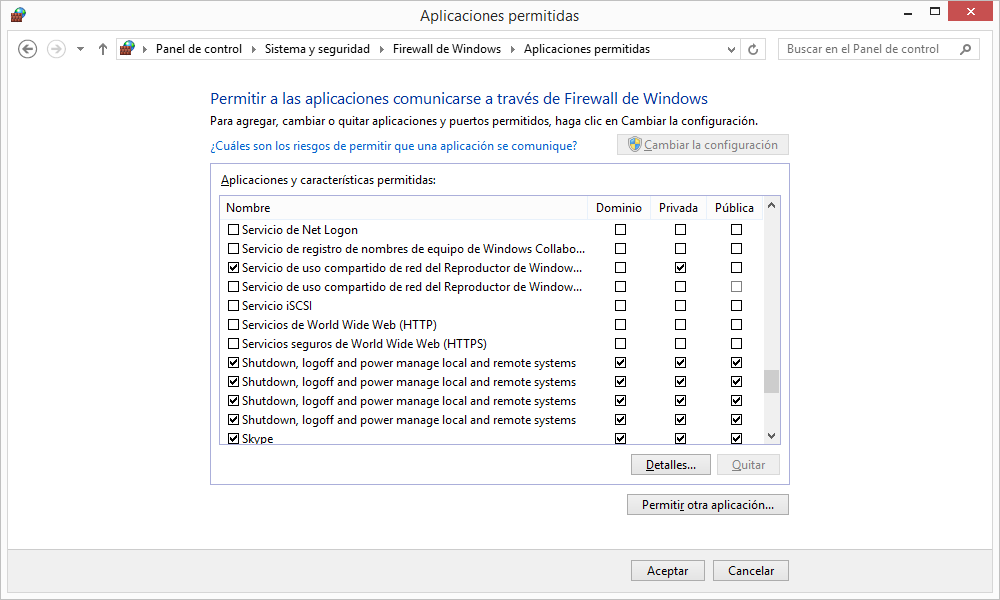 Aplicaciones permitidas
Panel de control Sistema y seguridad Firewall de Windows Aplicaciones permitidas Buscar en el Panel de control
Permitir a las aplicaciones comunicarse a través de Firewall de Windows
Para agregar, cambiar o quitar aplicaciones y puertos permitidos, haga clic en Cambiar la configuración.
¿Cuáles son los riesgos de permitir que una aplicación se comunique? Cambiar la configuración
Aplicaciones y características permitidas:
Nombre Dominio Privada Pública
Servicio de Net Logon
Servicio de registro de nombres de equipo de Windows Collabo...
Servicio de uso compartido de red del Reproductor de Window...
Servicio de uso compartido de red del Reproductor de Window...
Servicio iSCSI
Servicios de World Wide Web (HTTP)
Servicios seguros de World Wide Web (HTTPS)
Shutdown, logoff and power manage local and remote systems
Shutdown, logoff and power manage local and remote systems
Shutdown, logoff and power manage local and remote systems
Shutdown, logoff and power manage local and remote systems
Skype
Detalles... Quitar
Permitir otra aplicación...
Aceptar Cancelar